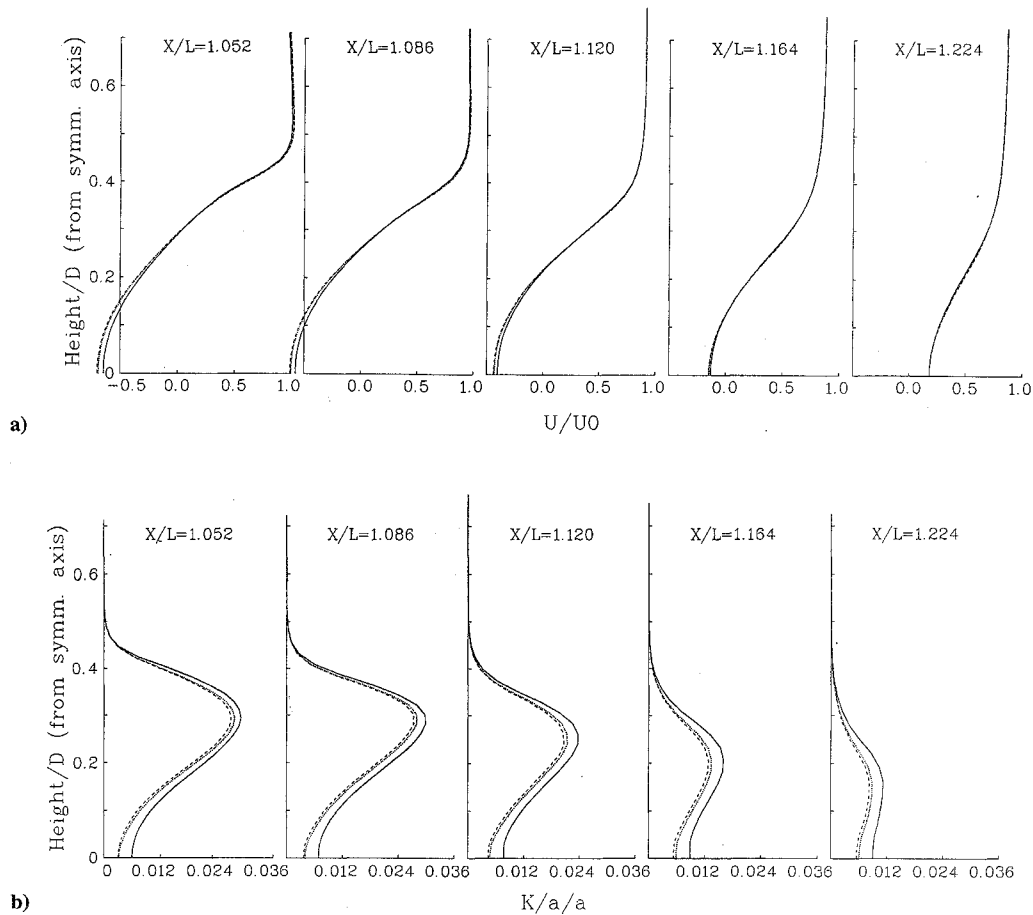 X/L=1.052 X/L=1.086 X/L=1.120 X/L=1.164 X/L=1.224
Height/D (from symm. axis)
0.6
0.4
0.2
0
−0.5 0.0 0.5 1.0 0.0 0.5 1.0 0.0 0.5 1.0 0.0 0.5 1.0 0.0 0.5 1.0
U/U0
a)
X/L=1.052 X/L=1.086 X/L=1.120 X/L=1.164 X/L=1.224
Height/D (from symm. axis)
0.6
0.4
0.2
0
0 0.012 0.024 0.036 0.012 0.024 0.036 0.012 0.024 0.036 0.012 0.024 0.036 0.012 0.024 0.036
K/a/a
b)